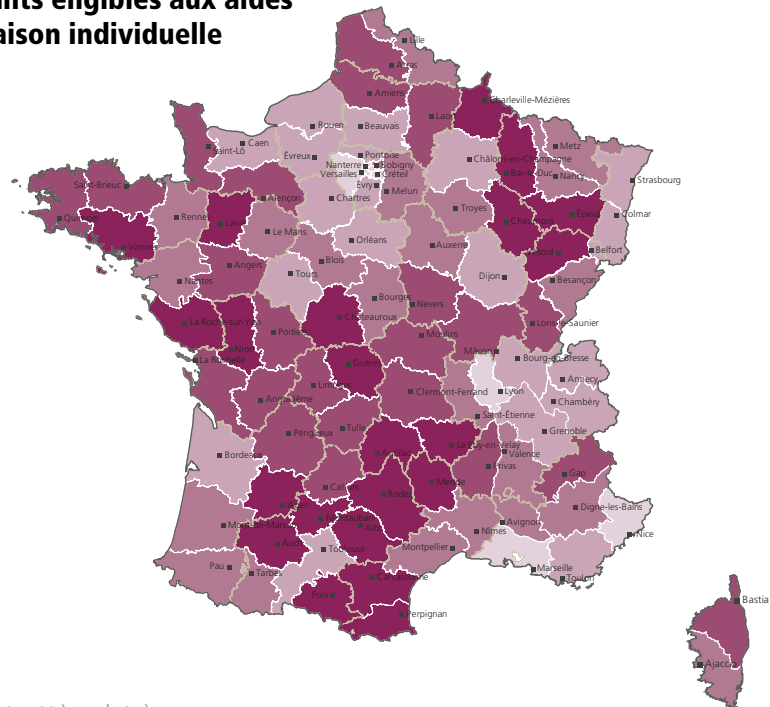 nts éligibles aux aides
aison individuelle
Lille
Arras
Amiens
Charleville-Mézières
Laon
Rouen
Beauvais
Saint-Lô
Caen
Évreux
Pontoise
Nanterre
Bobigny
Versailles
Créteil
Évry
Melun
Châlons-en-Champagne
Metz
Bar-le-Duc
Nancy
Strasbourg
Saint-Brieuc
Alençon
Chartres
Quimper
Rennes
Laval
Le Mans
Troyes
Chaumont
Épinal
Colmar
Vannes
Orléans
Auxerre
Vesoul
Belfort
Angers
Blois
Tours
Dijon
Besançon
Nantes
Bourges
Nevers
La Roche-sur-Yon
Châteauroux
Poitiers
Moulins
Lons-le-Saunier
Niort
La Rochelle
Mâcon
Bourg-en-Bresse
Guéret
Annecy
Limoges
Clermont-Ferrand
Lyon
Angoulême
Chambéry
Saint-Étienne
Périgueux
Tulle
Grenoble
Bordeaux
Aurillac
Le Puy-en-Velay
Valence
Privas
Gap
Cahors
Rodez
Mende
Agen
Mont-de-Marsan
Montauban
Albi
Digne-les-Bains
Avignon
Nîmes
Nice
Auch
Toulouse
Montpellier
Marseille
Toulon
Pau
Tarbes
Carcassonne
Foix
Perpignan
Bastia
Ajaccio